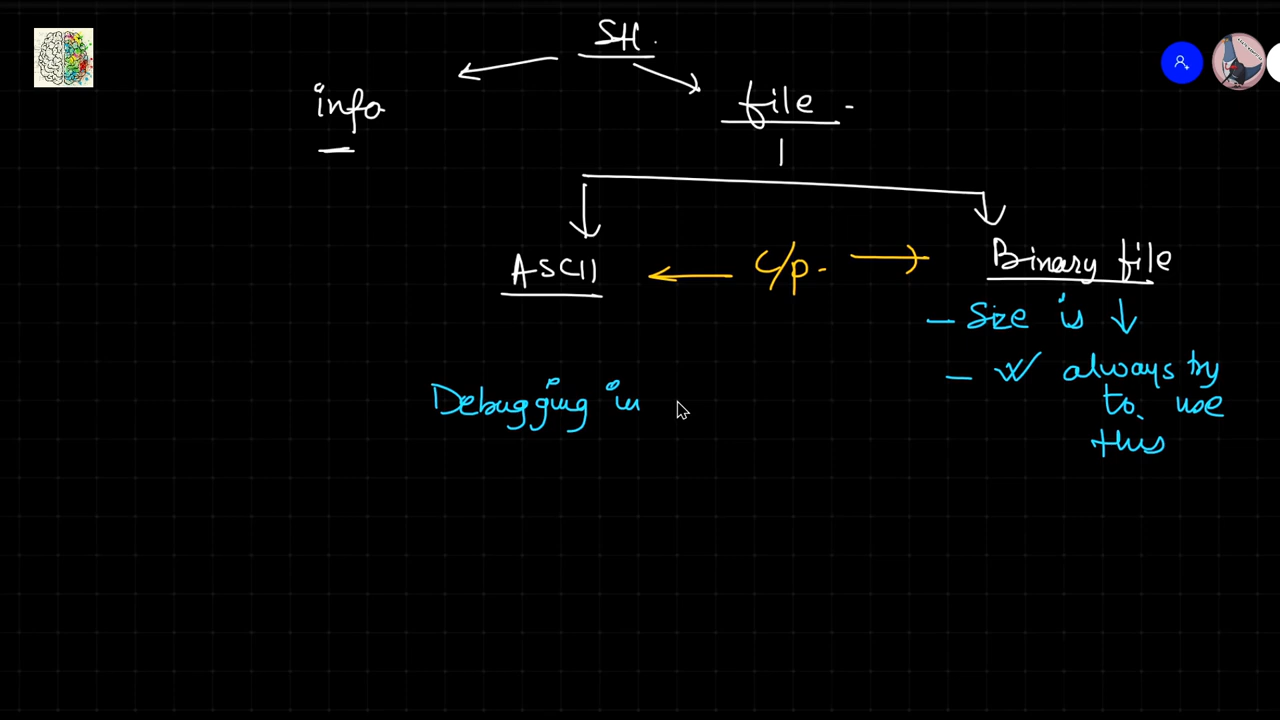 SH.
info
file -
ASCII
C/P.
Binary file
- Size is ↓
- W always try
to use
this
Debugging in